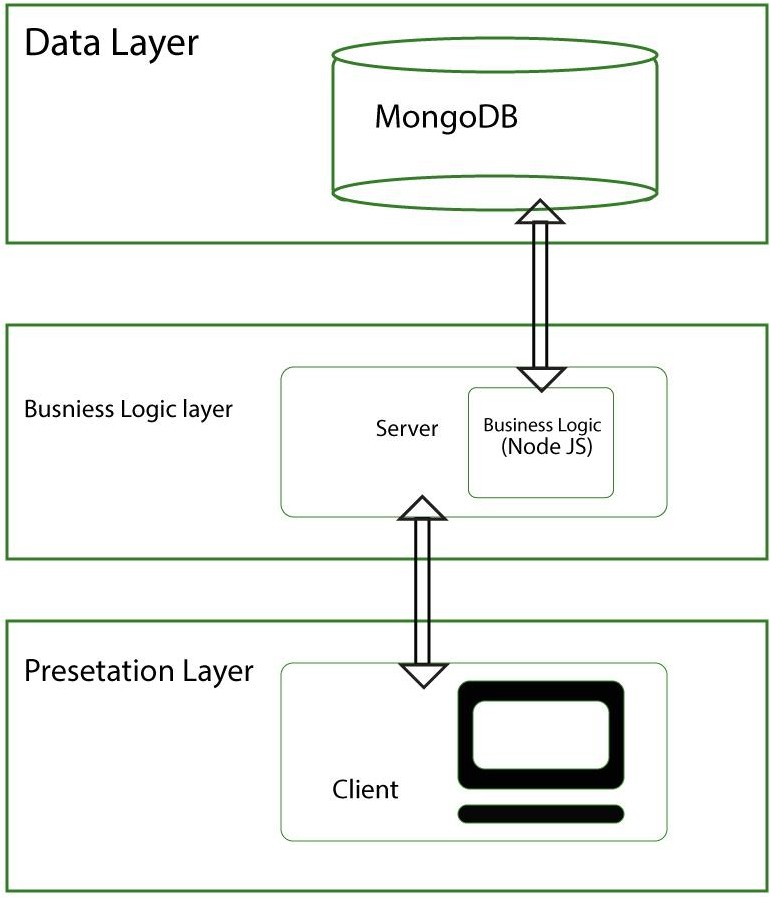 Data Layer
MongoDB
Busniess Logic layer
Server
Business Logic
(Node JS)
Presetation Layer
Client